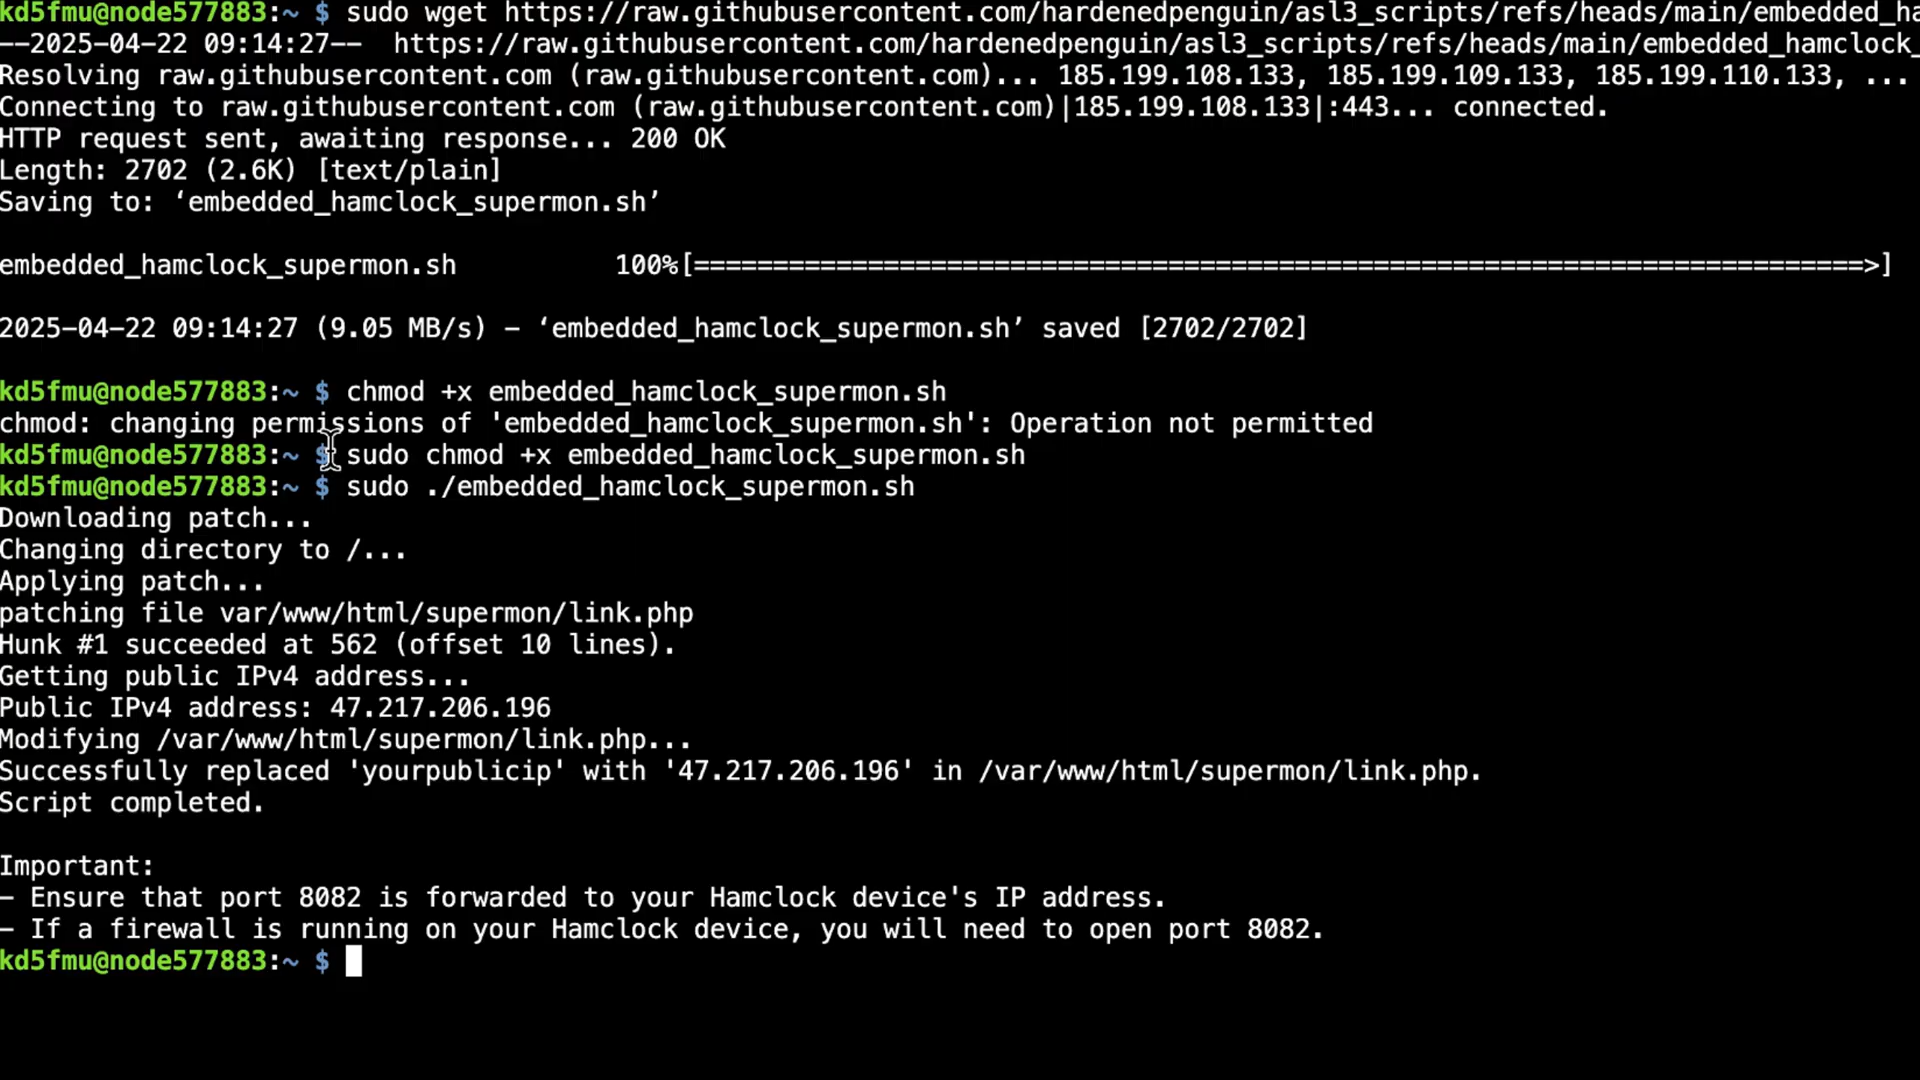 kd5fmu@node577883:~ $ sudo wget https://raw.githubusercontent.com/hardenedpenguin/asl3_scripts/refs/heads/main/embedded_ha
--2025-04-22 09:14:27--  https://raw.githubusercontent.com/hardenedpenguin/asl3_scripts/refs/heads/main/embedded_hamclock_
Resolving raw.githubusercontent.com (raw.githubusercontent.com)... 185.199.108.133, 185.199.109.133, 185.199.110.133, ...
Connecting to raw.githubusercontent.com (raw.githubusercontent.com)|185.199.108.133|:443... connected.
HTTP request sent, awaiting response... 200 OK
Length: 2702 (2.6K) [text/plain]
Saving to: ‘embedded_hamclock_supermon.sh’
embedded_hamclock_supermon.sh          100%[==========================================================================>]
2025-04-22 09:14:27 (9.05 MB/s) - ‘embedded_hamclock_supermon.sh’ saved [2702/2702]
kd5fmu@node577883:~ $ chmod +x embedded_hamclock_supermon.sh
chmod: changing permissions of 'embedded_hamclock_supermon.sh': Operation not permitted
kd5fmu@node577883:~ $ sudo chmod +x embedded_hamclock_supermon.sh
kd5fmu@node577883:~ $ sudo ./embedded_hamclock_supermon.sh
Downloading patch...
Changing directory to /...
Applying patch...
patching file var/www/html/supermon/link.php
Hunk #1 succeeded at 562 (offset 10 lines).
Getting public IPv4 address...
Public IPv4 address: 47.217.206.196
Modifying /var/www/html/supermon/link.php...
Successfully replaced 'yourpublicip' with '47.217.206.196' in /var/www/html/supermon/link.php.
Script completed.
Important:
- Ensure that port 8082 is forwarded to your Hamclock device's IP address.
- If a firewall is running on your Hamclock device, you will need to open port 8082.
kd5fmu@node577883:~ $